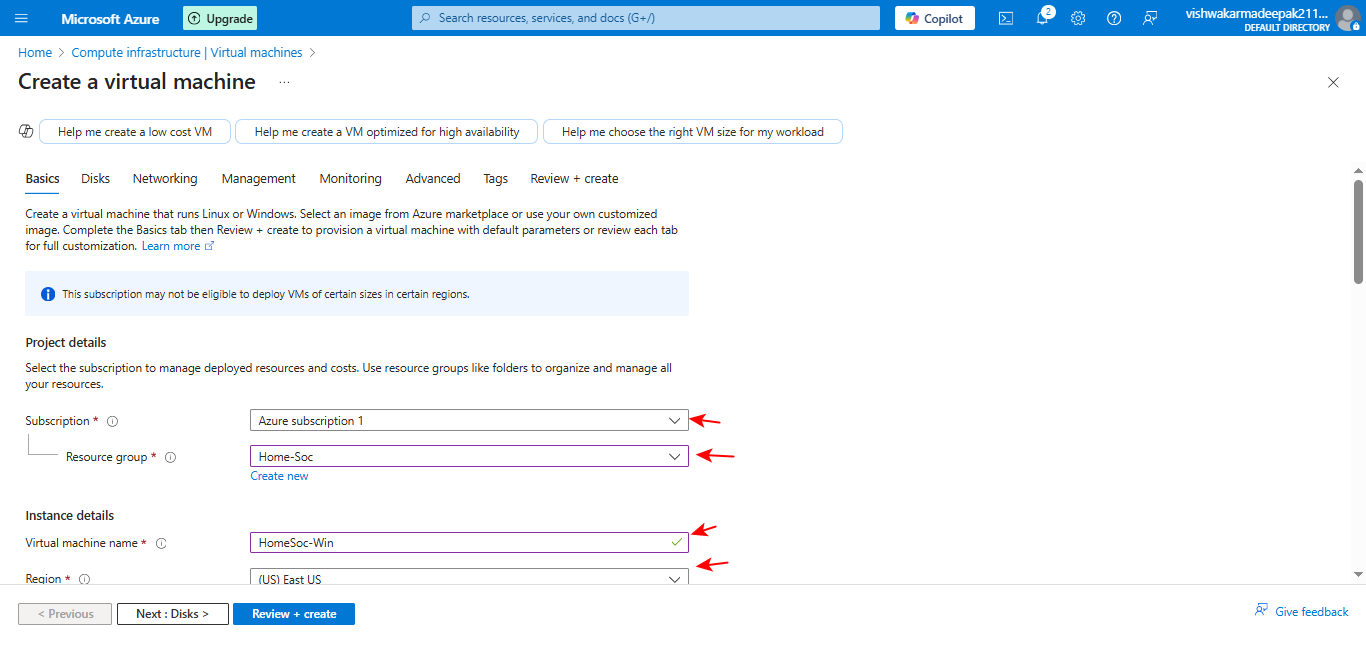 Microsoft Azure
Upgrade
Search resources, services, and docs (G+/)
Copilot
2
vishwakarmadeepak211...
DEFAULT DIRECTORY
Home > Compute infrastructure | Virtual machines >
Create a virtual machine ...
Help me create a low cost VM
Help me create a VM optimized for high availability
Help me choose the right VM size for my workload
Basics Disks Networking Management Monitoring Advanced Tags Review + create
Create a virtual machine that runs Linux or Windows. Select an image from Azure marketplace or use your own customized
image. Complete the Basics tab then Review + create to provision a virtual machine with default parameters or review each tab
for full customization. Learn more
This subscription may not be eligible to deploy VMs of certain sizes in certain regions.
Project details
Select the subscription to manage deployed resources and costs. Use resource groups like folders to organize and manage all
your resources.
Subscription *
Azure subscription 1
Resource group *
Home-Soc
Create new
Instance details
Virtual machine name *
HomeSoc-Win
Region *
(US) East US
< Previous
Next : Disks >
Review + create
Give feedback